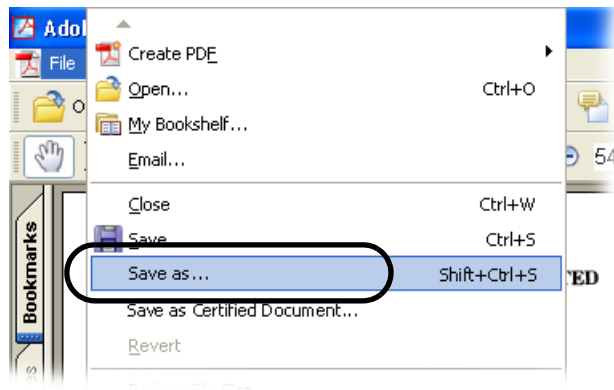 Adol
File
Create PDF
O
Open... Ctrl+O
My Bookshelf...
Email...
54
Close Ctrl+W
Save Ctrl+S
Save as... Shift+Ctrl+S
TED
Save as Certified Document...
Revert
Bookmarks